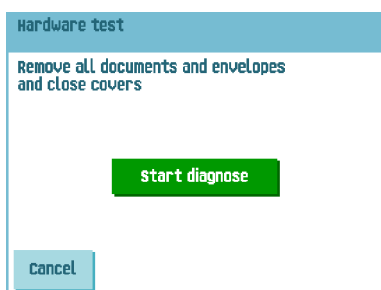 Hardware test
Remove all documents and envelopes
and close covers
Start diagnose
Cancel